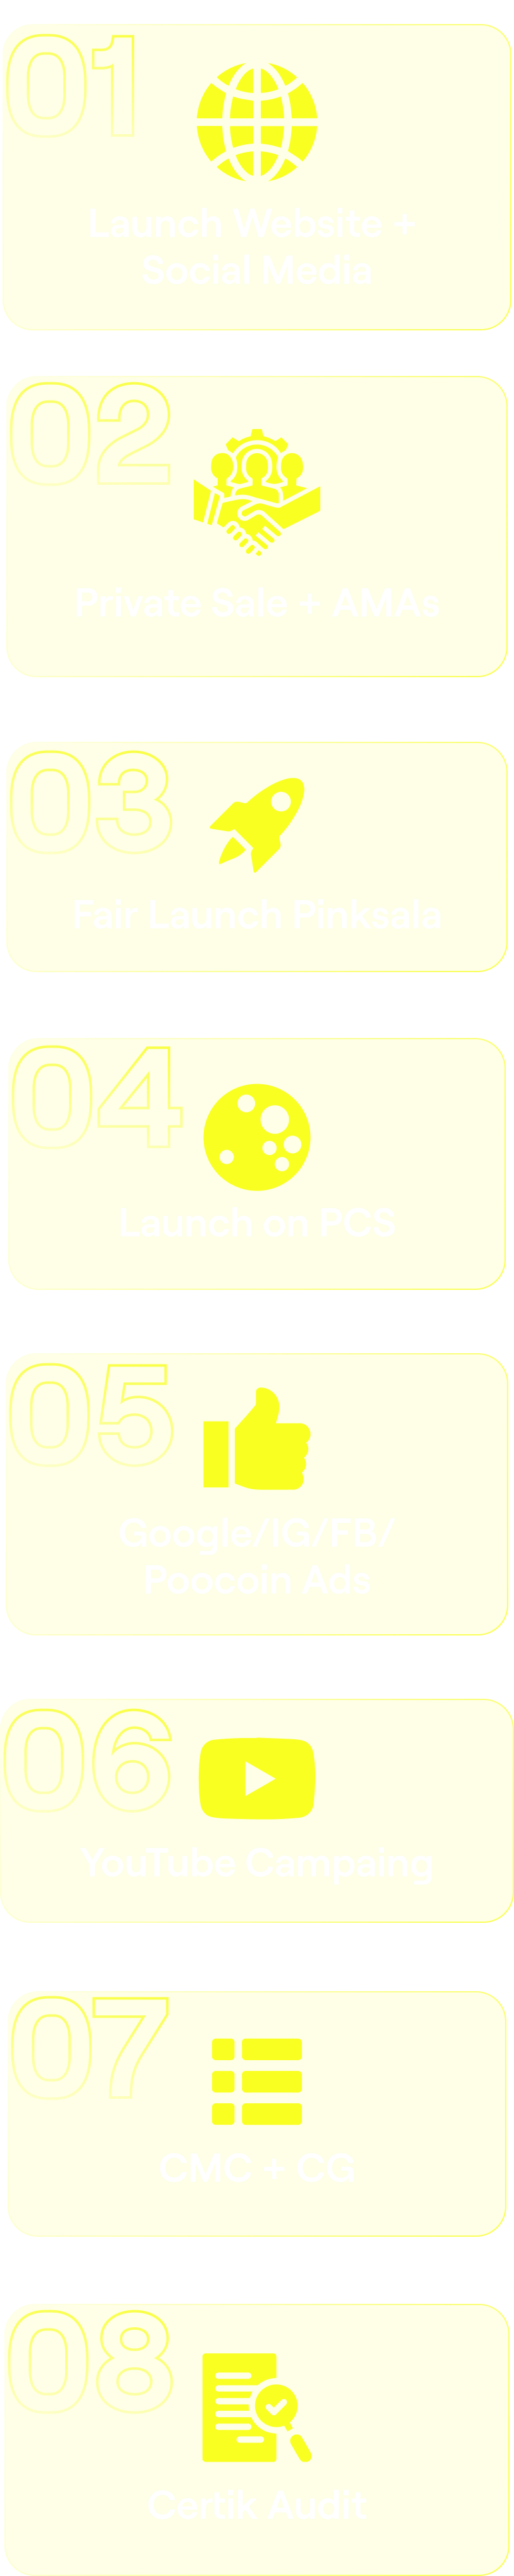 01
Launch Website +
Social Media
02
Private Sale + AMAs
03
Fair Launch Pinksala
04
Launch on PCS
05
Google/IG/FB/
Poocoin Ads
06
YouTube Campaing
07
CMC + CG
08
Certik Audit